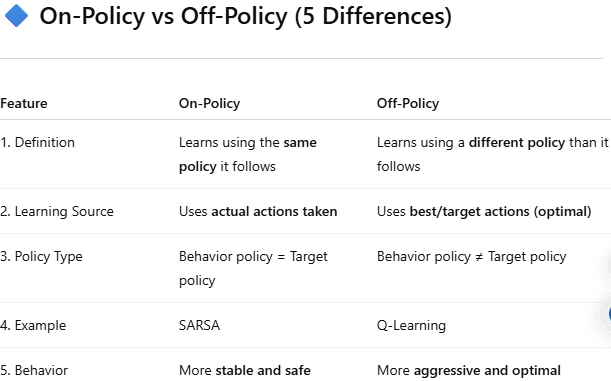 On-Policy vs Off-Policy (5 Differences)
Feature On-Policy Off-Policy
1. Definition Learns using the same Learns using a different policy than it
policy it follows follows
2. Learning Source Uses actual actions taken Uses best/target actions (optimal)
3. Policy Type Behavior policy = Target Behavior policy ≠ Target policy
policy
4. Example SARSA Q-Learning
5. Behavior More stable and safe More aggressive and optimal